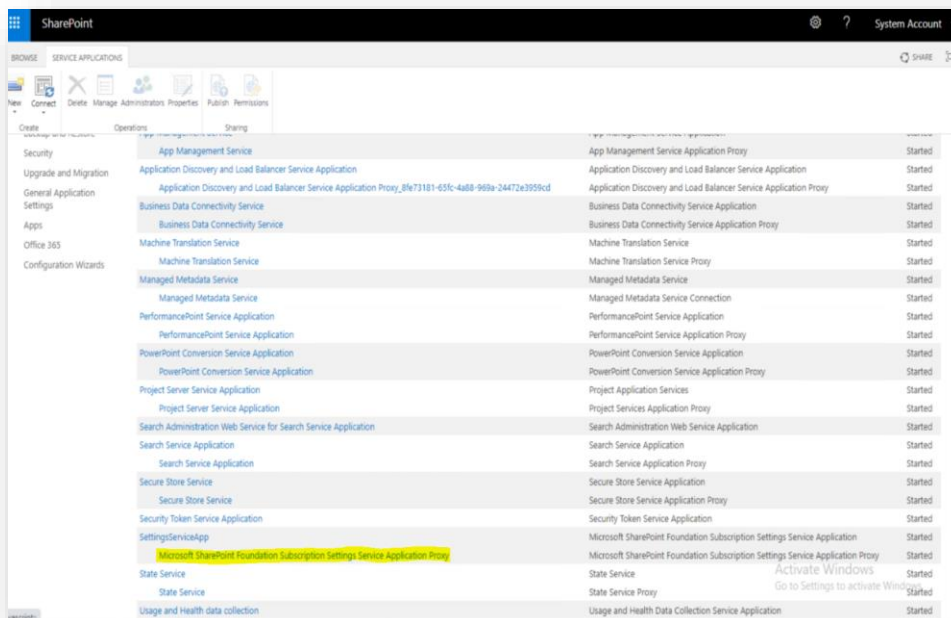 SharePoint ? System Account
BROWSE SERVICE APPLICATIONS SHARE
New Connect Delete Manage Administrators Properties Publish Permissions
Create Operations Sharing
Security
Upgrade and Migration
General Application
Settings
Apps
Office 365
Configuration Wizards
App Management Service App Management Service Application Proxy Started
Application Discovery and Load Balancer Service Application Application Discovery and Load Balancer Service Application Started
Application Discovery and Load Balancer Service Application Proxy_8fe73181-65fc-4a88-969a-24472e3959cd Application Discovery and Load Balancer Service Application Proxy Started
Business Data Connectivity Service Business Data Connectivity Service Application Started
Business Data Connectivity Service Business Data Connectivity Service Application Proxy Started
Machine Translation Service Machine Translation Service Started
Machine Translation Service Machine Translation Service Proxy Started
Managed Metadata Service Managed Metadata Service Started
Managed Metadata Service Managed Metadata Service Connection Started
PerformancePoint Service Application PerformancePoint Service Application Started
PerformancePoint Service Application PerformancePoint Service Application Proxy Started
PowerPoint Conversion Service Application PowerPoint Conversion Service Application Started
PowerPoint Conversion Service Application PowerPoint Conversion Service Application Proxy Started
Project Server Service Application Project Application Services Started
Project Server Service Application Project Services Application Proxy Started
Search Administration Web Service for Search Service Application Search Administration Web Service Application Started
Search Service Application Search Service Application Started
Search Service Application Search Service Application Proxy Started
Secure Store Service Secure Store Service Application Started
Secure Store Service Secure Store Service Application Proxy Started
Security Token Service Application Security Token Service Application Started
SettingsServiceApp Microsoft SharePoint Foundation Subscription Settings Service Application Started
Microsoft SharePoint Foundation Subscription Settings Service Application Proxy Microsoft SharePoint Foundation Subscription Settings Service Application Proxy Started
State Service State Service Started
State Service State Service Proxy Started
Usage and Health data collection Usage and Health Data Collection Service Application Started
Activate Windows
Go to Settings to activate Windows.